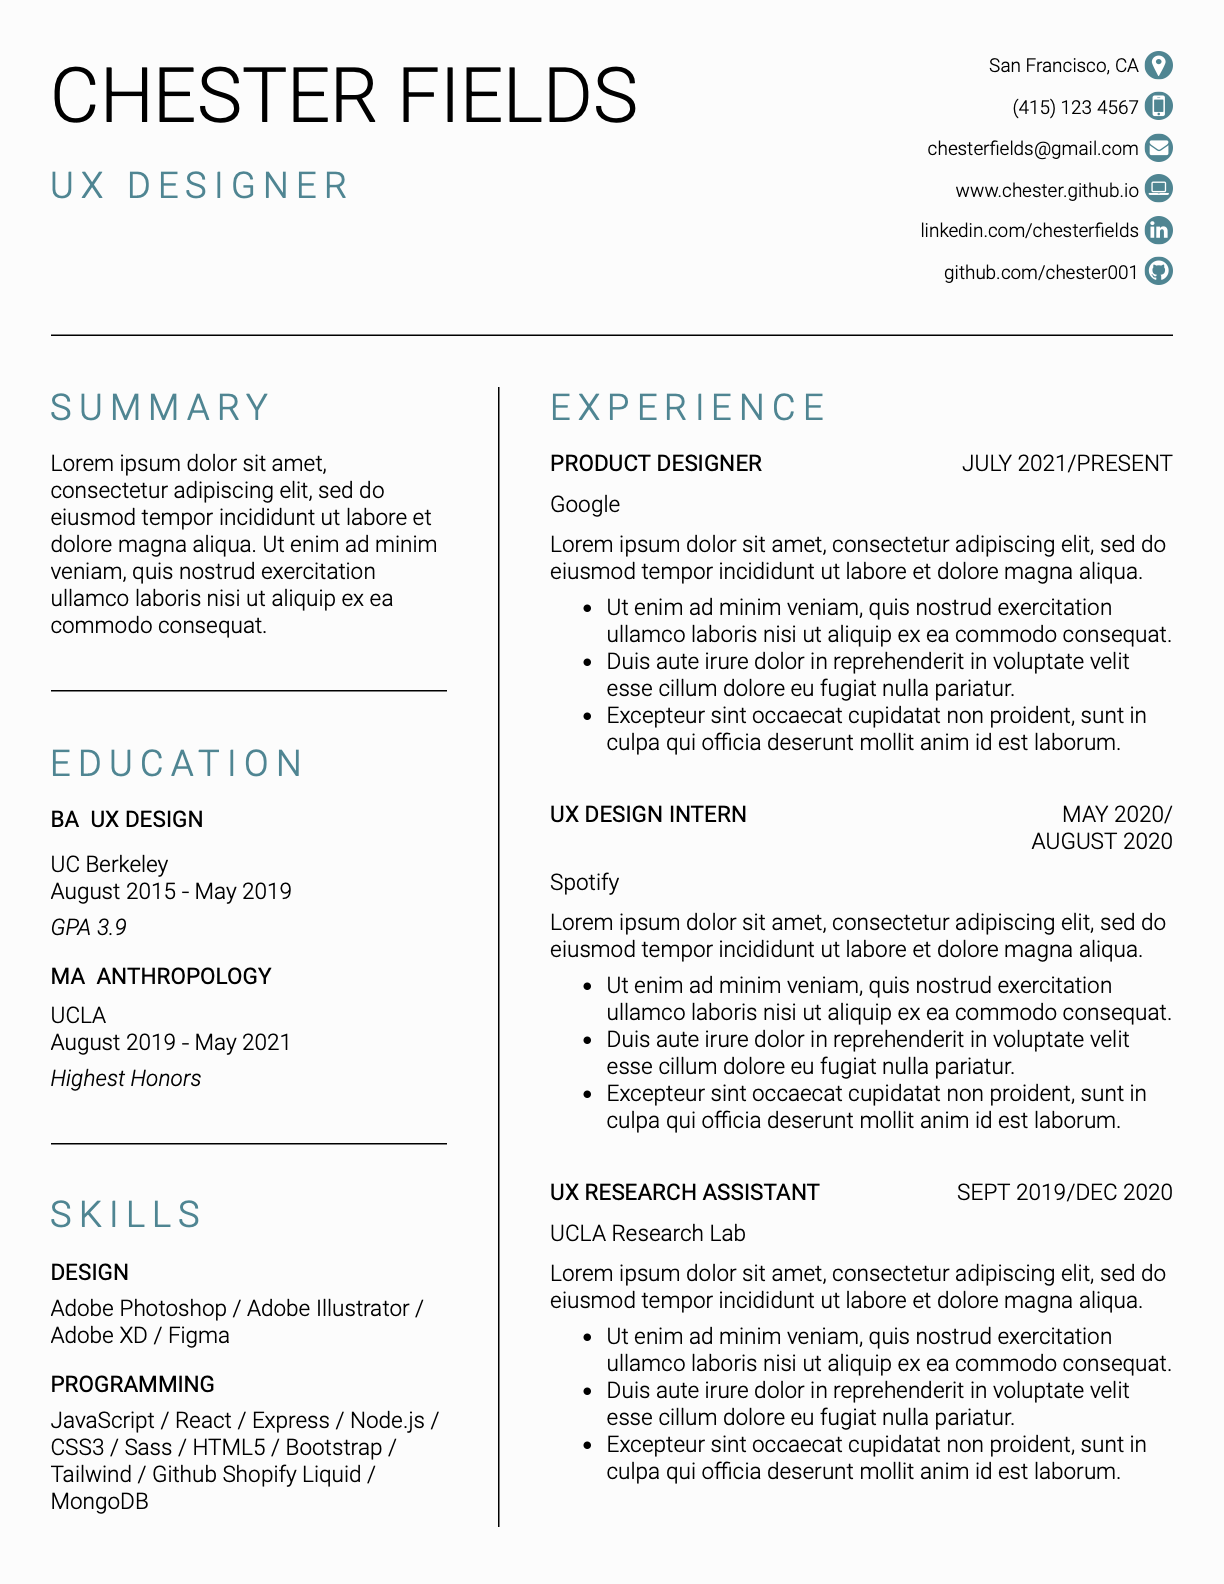 CHESTER FIELDS
UX DESIGNER
San Francisco, CA
(415) 123 4567
chesterfields@gmail.com
www.chester.github.io
linkedin.com/chesterfields
github.com/chester001
SUMMARY
Lorem ipsum dolor sit amet,
consectetur adipiscing elit, sed do
eiusmod tempor incididunt ut labore et
dolore magna aliqua. Ut enim ad minim
veniam, quis nostrud exercitation
ullamco laboris nisi ut aliquip ex ea
commodo consequat.
EDUCATION
BA  UX DESIGN
UC Berkeley
August 2015 - May 2019
GPA 3.9
MA  ANTHROPOLOGY
UCLA
August 2019 - May 2021
Highest Honors
SKILLS
DESIGN
Adobe Photoshop / Adobe Illustrator /
Adobe XD / Figma
PROGRAMMING
JavaScript / React / Express / Node.js /
CSS3 / Sass / HTML5 / Bootstrap /
Tailwind / Github Shopify Liquid /
MongoDB
EXPERIENCE
PRODUCT DESIGNER JULY 2021/PRESENT
Google
Lorem ipsum dolor sit amet, consectetur adipiscing elit, sed do
eiusmod tempor incididunt ut labore et dolore magna aliqua.
• Ut enim ad minim veniam, quis nostrud exercitation
ullamco laboris nisi ut aliquip ex ea commodo consequat.
• Duis aute irure dolor in reprehenderit in voluptate velit
esse cillum dolore eu fugiat nulla pariatur.
• Excepteur sint occaecat cupidatat non proident, sunt in
culpa qui officia deserunt mollit anim id est laborum.
UX DESIGN INTERN MAY 2020/
AUGUST 2020
Spotify
Lorem ipsum dolor sit amet, consectetur adipiscing elit, sed do
eiusmod tempor incididunt ut labore et dolore magna aliqua.
• Ut enim ad minim veniam, quis nostrud exercitation
ullamco laboris nisi ut aliquip ex ea commodo consequat.
• Duis aute irure dolor in reprehenderit in voluptate velit
esse cillum dolore eu fugiat nulla pariatur.
• Excepteur sint occaecat cupidatat non proident, sunt in
culpa qui officia deserunt mollit anim id est laborum.
UX RESEARCH ASSISTANT SEPT 2019/DEC 2020
UCLA Research Lab
Lorem ipsum dolor sit amet, consectetur adipiscing elit, sed do
eiusmod tempor incididunt ut labore et dolore magna aliqua.
• Ut enim ad minim veniam, quis nostrud exercitation
ullamco laboris nisi ut aliquip ex ea commodo consequat.
• Duis aute irure dolor in reprehenderit in voluptate velit
esse cillum dolore eu fugiat nulla pariatur.
• Excepteur sint occaecat cupidatat non proident, sunt in
culpa qui officia deserunt mollit anim id est laborum.